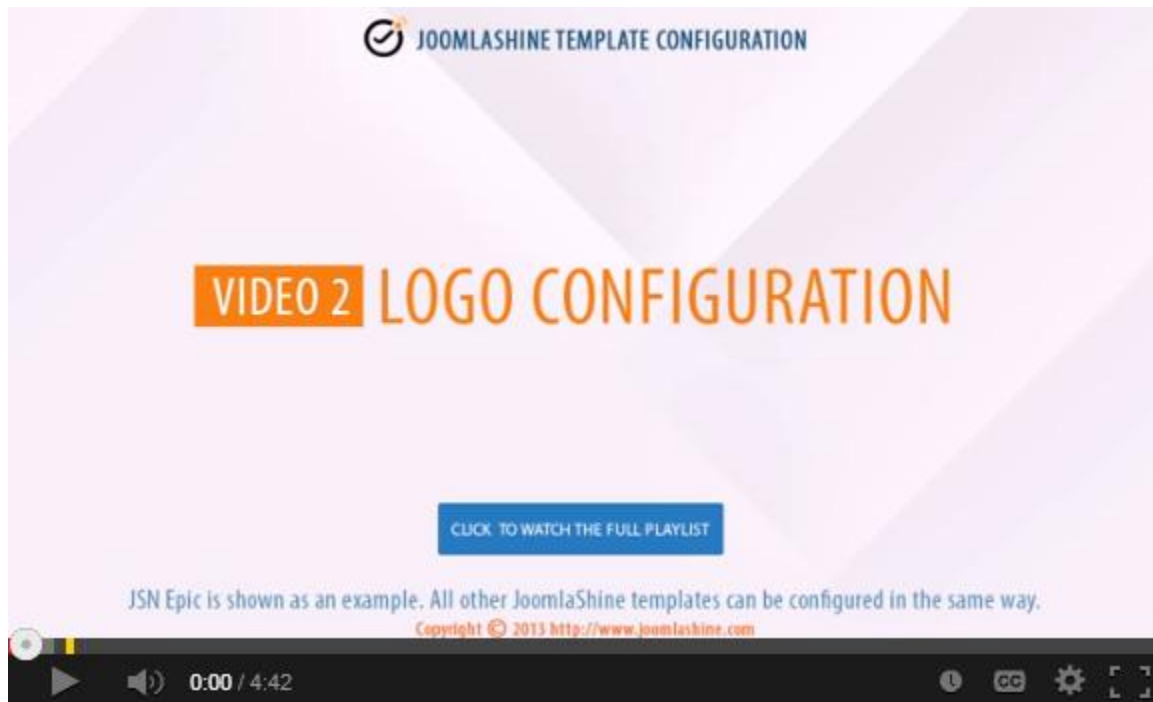 JOOMLASHINE TEMPLATE CONFIGURATION
VIDEO 2 LOGO CONFIGURATION
CLICK TO WATCH THE FULL PLAYLIST
JSN Epic is shown as an example. All other JoomlaShine templates can be configured in the same way.
Copyright © 2013 http://www.joomlashine.com
0:00 / 4:42
CC